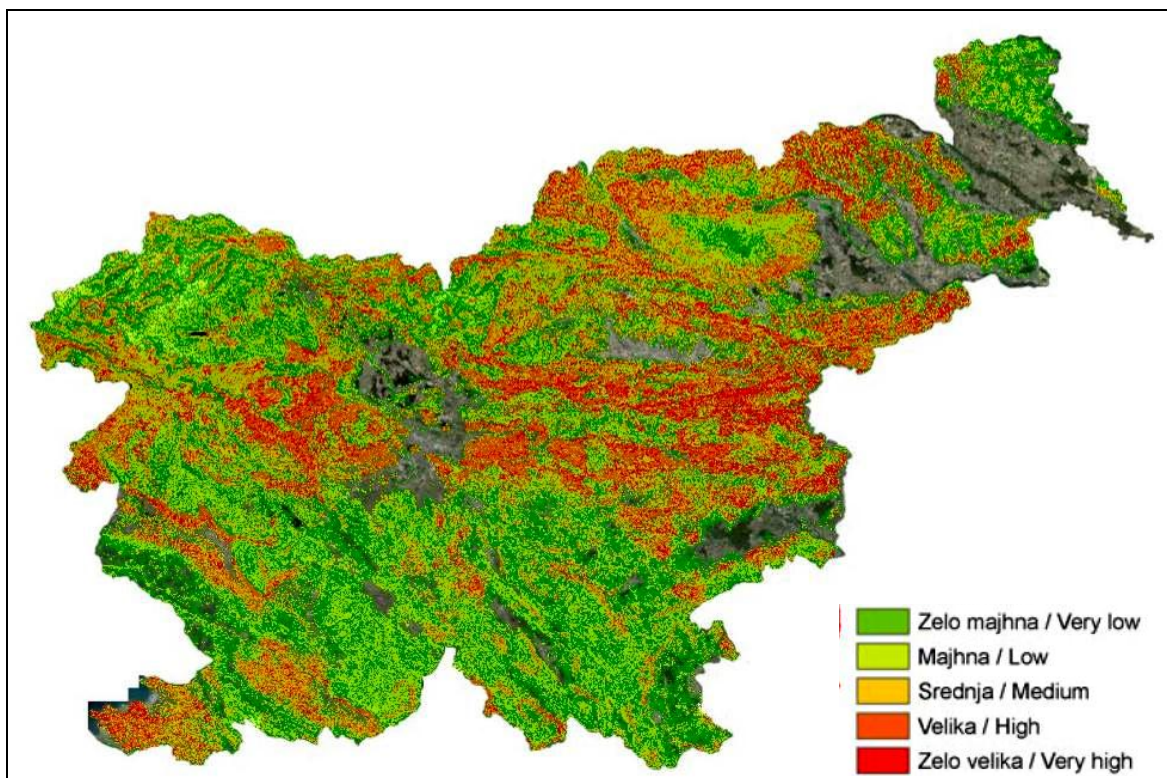 Zelo majhna / Very low
Majhna / Low
Srednja / Medium
Velika / High
Zelo velika / Very high